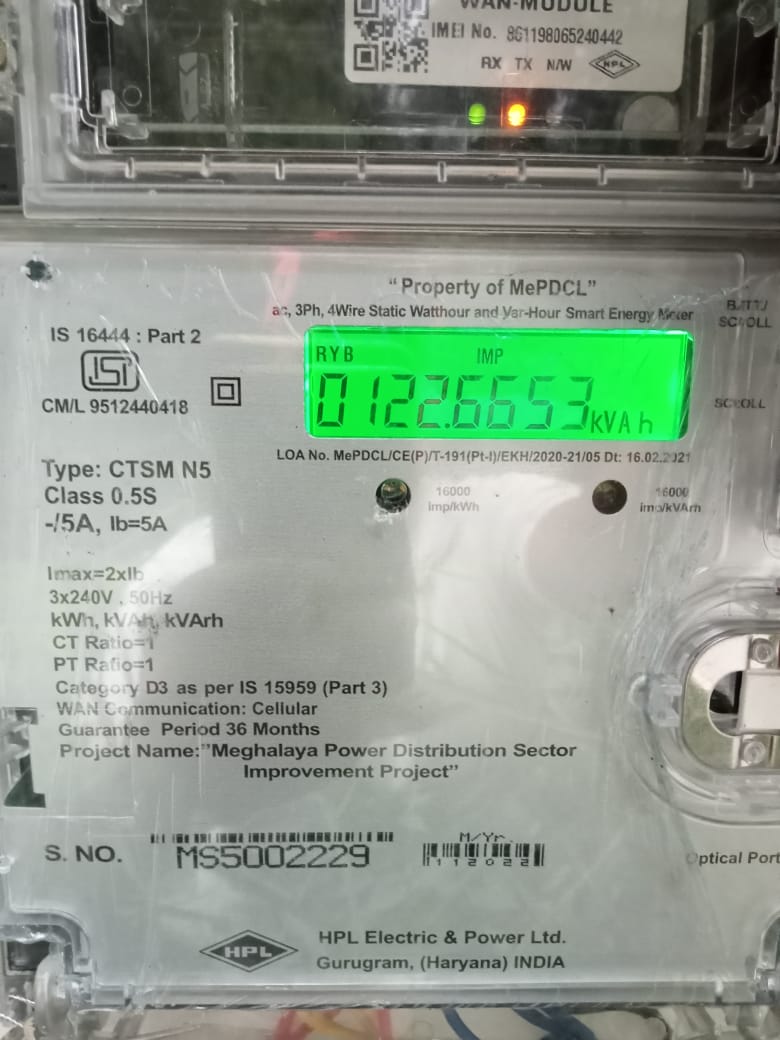 WAN-MODULE
IMEI No. 861198065240442
RX TX N/W HPL
"Property of MePDCL"
ac, 3Ph, 4Wire Static Watthour and Var-Hour Smart Energy Meter
BATT/
SCROLL
IS 16444 : Part 2
RYB IMP
ISI
0122.6653 kVAh
CM/L 9512440418
SCROLL
LOA No. MePDCL/CE(P)/T-191(Pt-I)/EKH/2020-21/05 Dt: 16.02.2021
Type: CTSM N5
Class 0.5S
-/5A, Ib=5A
16000
imp/kWh
16000
imp/kVArh
Imax=2xIb
3x240V , 50Hz
kWh, kVAh, kVArh
CT Ratio=1
PT Ratio=1
Category D3 as per IS 15959 (Part 3)
WAN Communication: Cellular
Guarantee Period 36 Months
Project Name:"Meghalaya Power Distribution Sector
Improvement Project"
M/Yr.
S. NO. MS5002229
112022
Optical Port
HPL
HPL Electric & Power Ltd.
Gurugram, (Haryana) INDIA